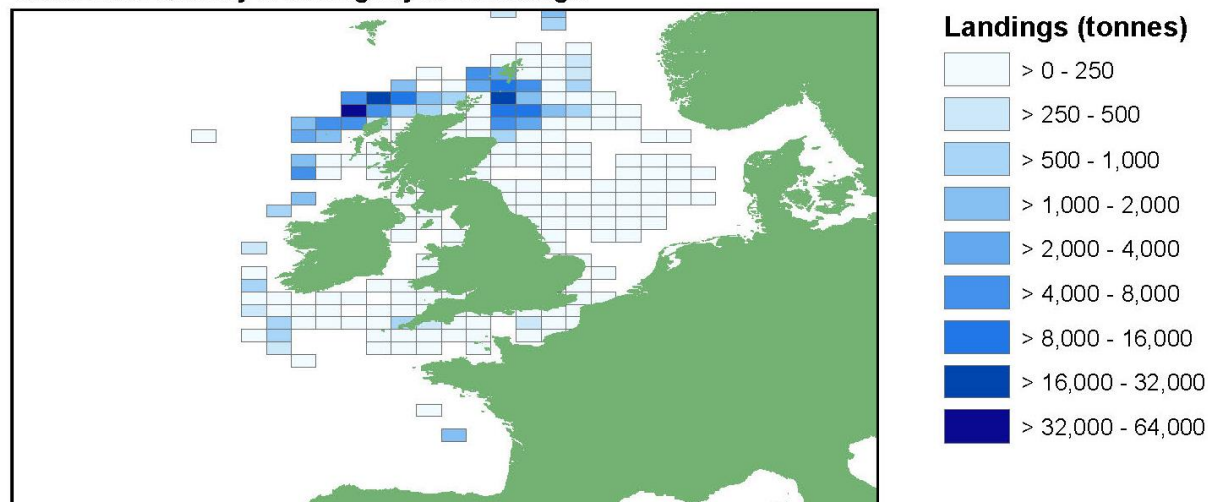 Landings (tonnes)
> 0 - 250
> 250 - 500
> 500 - 1,000
> 1,000 - 2,000
> 2,000 - 4,000
> 4,000 - 8,000
> 8,000 - 16,000
> 16,000 - 32,000
> 32,000 - 64,000